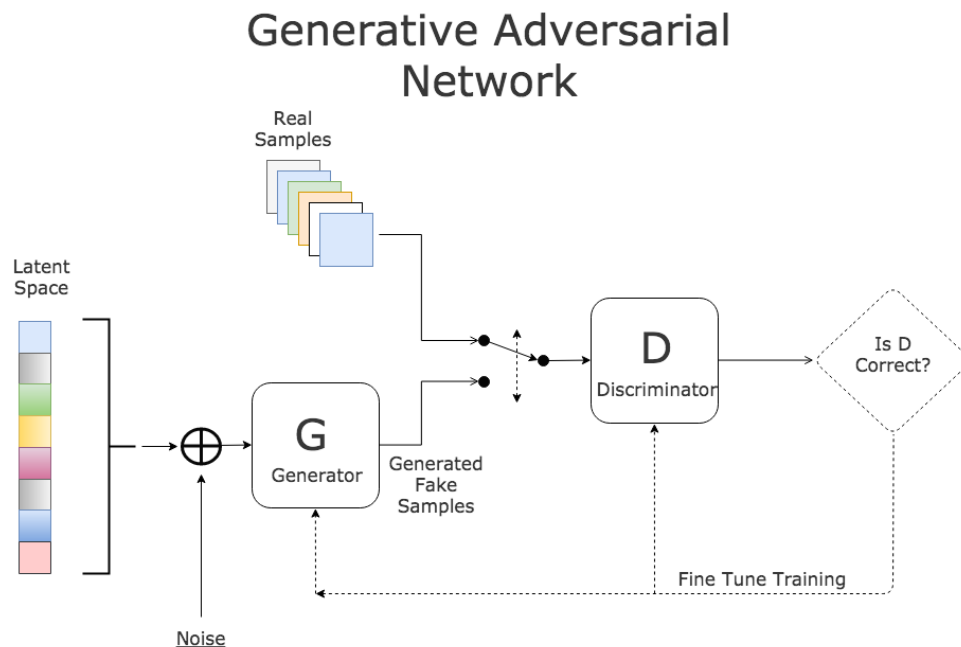 Generative Adversarial
Network
Real
Samples
Latent
Space
G
Generator
Generated
Fake
Samples
D
Discriminator
Is D
Correct?
Fine Tune Training
Noise